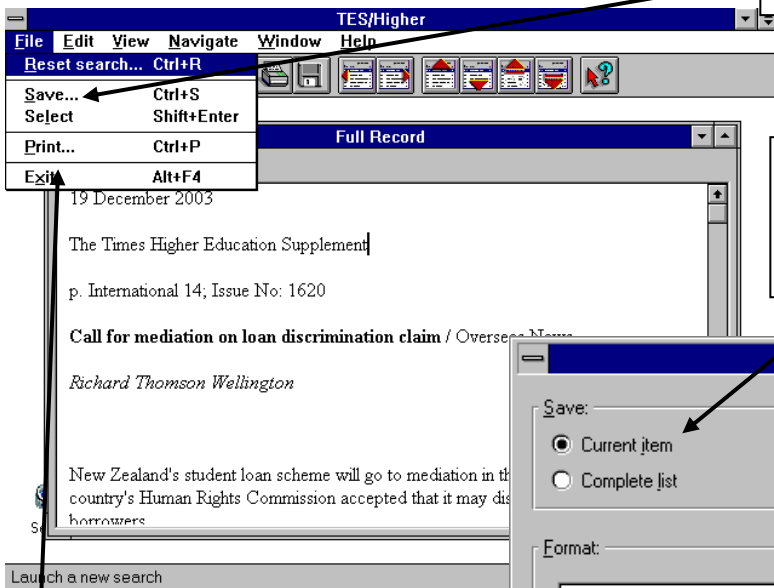 TES/Higher
File Edit View Navigate Window Help
Reset search... Ctrl+R
Save... Ctrl+S
Select Shift+Enter
Print... Ctrl+P
Exit Alt+F4
Full Record
19 December 2003
The Times Higher Education Supplement
p. International 14; Issue No: 1620
Call for mediation on loan discrimination claim / Overseas News
Richard Thomson Wellington
New Zealand's student loan scheme will go to mediation in
country's Human Rights Commission accepted that it may
borrowers
Save:
Current item
Complete list
Format:
Launch a new search